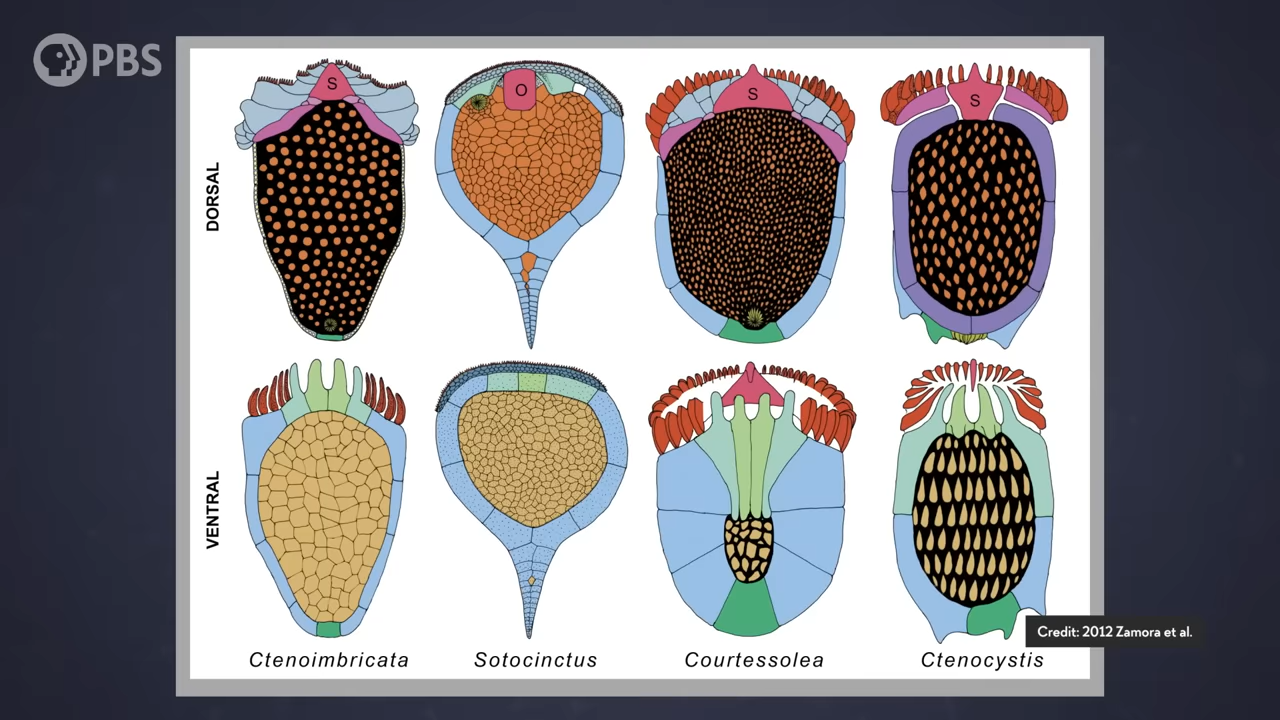 PBS
DORSAL
S
O
S
S
VENTRAL
Ctenoimbricata
Sotocinctus
Courtessolea
Ctenocystis
Credit: 2012 Zamora et al.